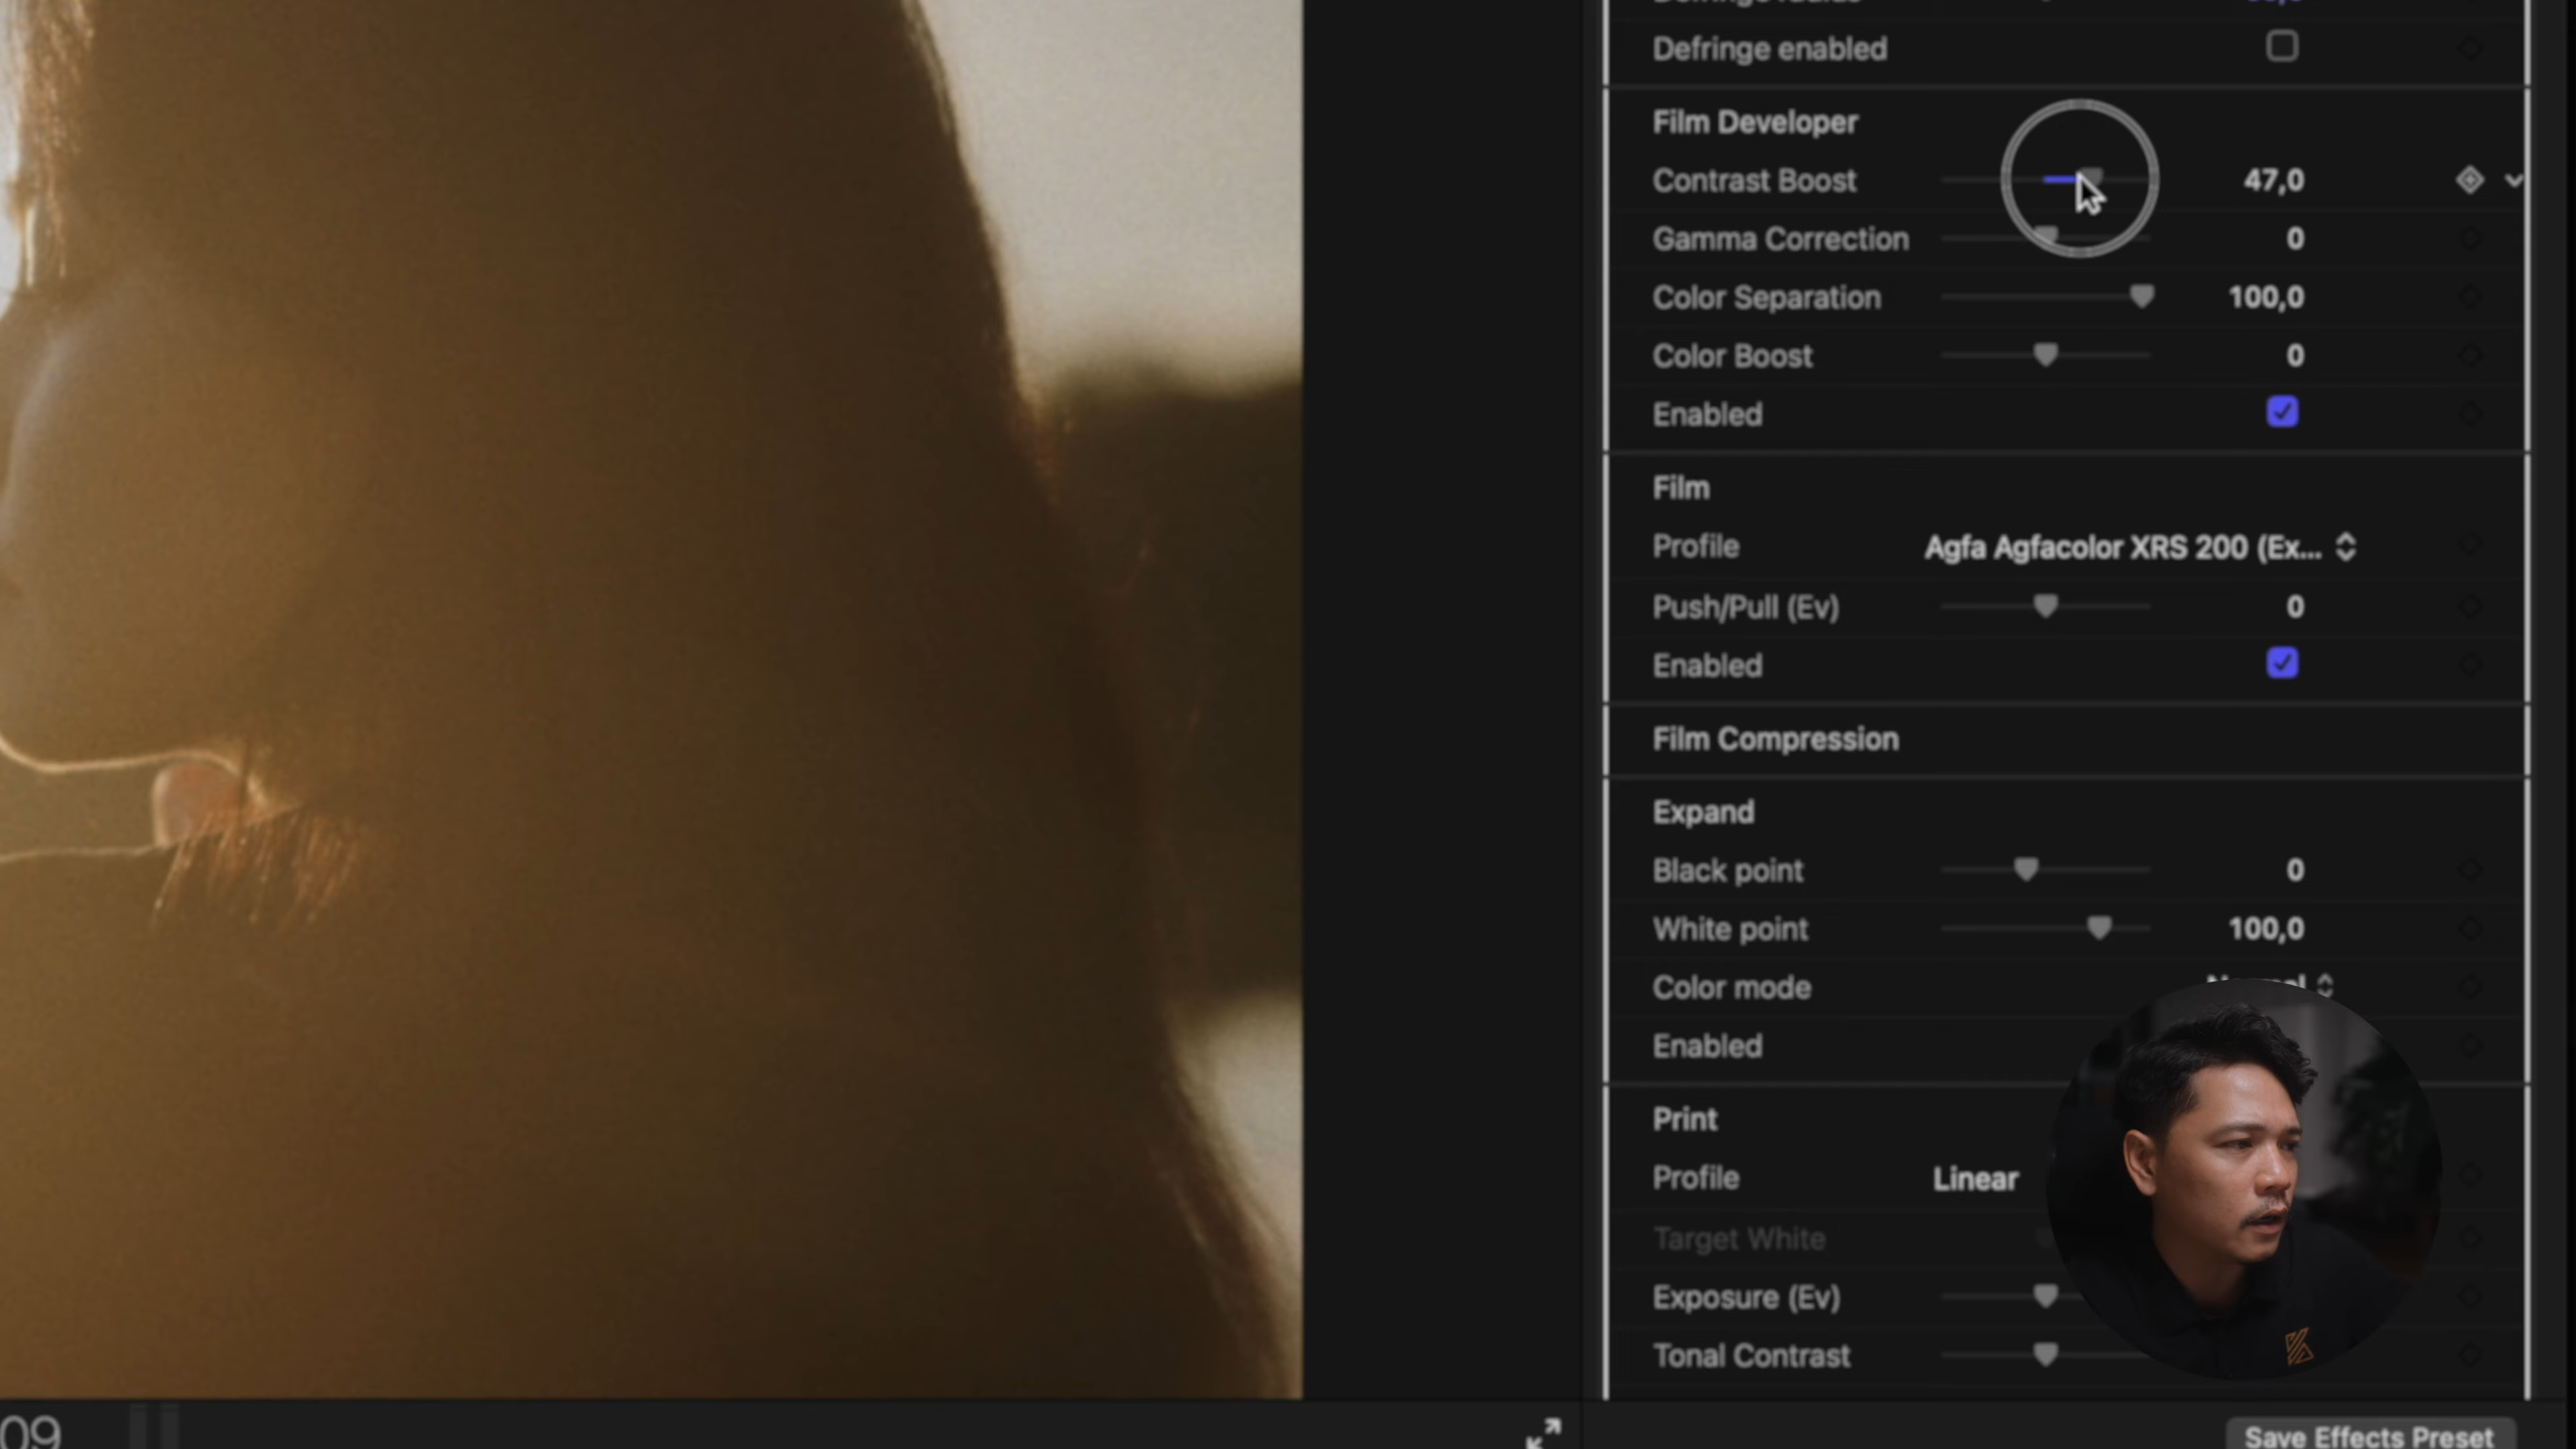 Defringe radius
Defringe enabled
Film Developer
Contrast Boost 47,0
Gamma Correction 0
Color Separation 100,0
Color Boost 0
Enabled
Film
Profile Agfa Agfacolor XRS 200 (Ex...
Push/Pull (Ev) 0
Enabled
Film Compression
Expand
Black point 0
White point 100,0
Color mode
Enabled
Print
Profile Linear
Target White
Exposure (Ev)
Tonal Contrast
09
Save Effects Preset